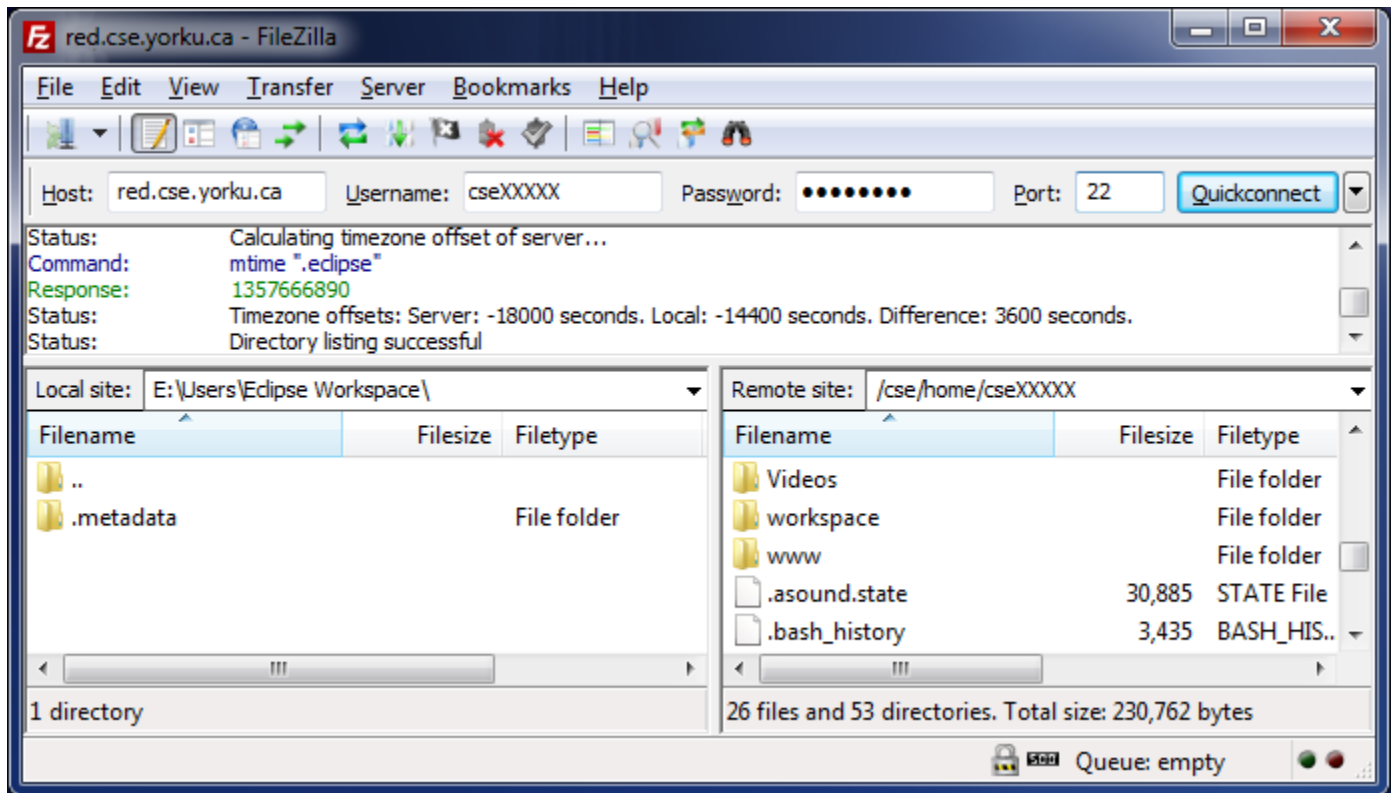 Fz red.cse.yorku.ca - FileZilla
File Edit View Transfer Server Bookmarks Help
Host: red.cse.yorku.ca Username: cseXXXXX Password: ●●●●●●●● Port: 22 Quickconnect
Status: Calculating timezone offset of server...
Command: mtime ".eclipse"
Response: 1357666890
Status: Timezone offsets: Server: -18000 seconds. Local: -14400 seconds. Difference: 3600 seconds.
Status: Directory listing successful
Local site: E:\Users\Eclipse Workspace\
Filename Filesize Filetype
..
.metadata File folder
1 directory
Remote site: /cse/home/cseXXXXX
Filename Filesize Filetype
Videos File folder
workspace File folder
www File folder
.asound.state 30,885 STATE File
.bash_history 3,435 BASH_HIS..
26 files and 53 directories. Total size: 230,762 bytes
Queue: empty